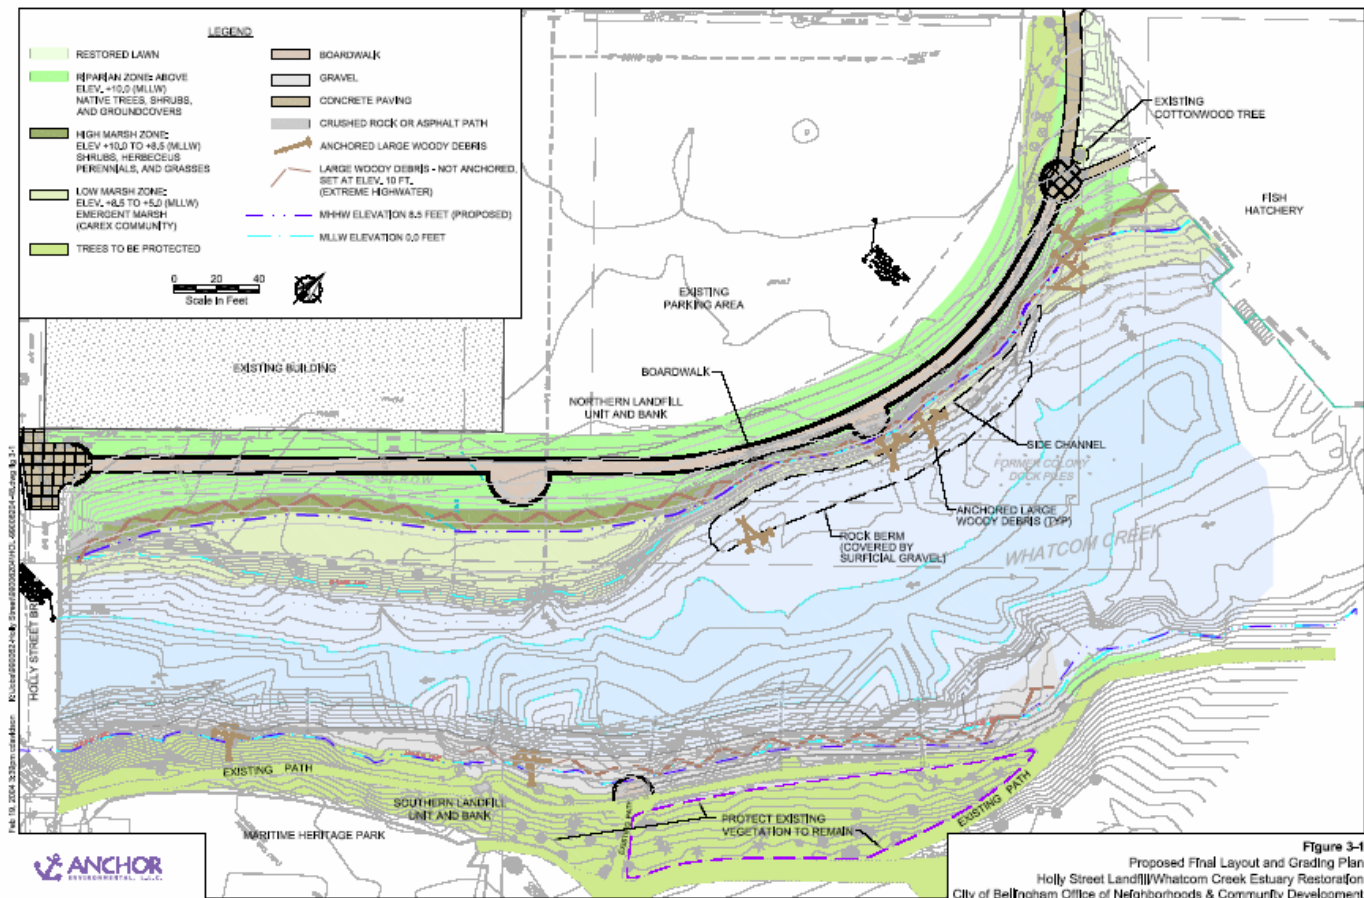 LEGEND
RESTORED LAWN
RIPARIAN ZONE: ABOVE
ELEV. +10.0 (MLLW)
NATIVE TREES, SHRUBS,
AND GROUNDCOVERS
HIGH MARSH ZONE:
ELEV +10.0 TO +8.5 (MLLW)
SHRUBS, HERBECEUS
PERENNIALS, AND GRASSES
LOW MARSH ZONE:
ELEV. +8.5 TO +5.0 (MLLW)
EMERGENT MARSH
(CAREX COMMUNITY)
TREES TO BE PROTECTED
BOARDWALK
GRAVEL
CONCRETE PAVING
CRUSHED ROCK OR ASPHALT PATH
ANCHORED LARGE WOODY DEBRIS
LARGE WOODY DEBRIS - NOT ANCHORED,
SET AT ELEV. 10 FT.
(EXTREME HIGHWATER)
MHHW ELEVATION 8.5 FEET (PROPOSED)
MLLW ELEVATION 0.0 FEET
0 20 40
Scale in Feet
EXISTING
COTTONWOOD TREE
FISH
HATCHERY
EXISTING
PARKING AREA
EXISTING BUILDING
BOARDWALK
NORTHERN LANDFILL
UNIT AND BANK
SIDE CHANNEL
FORMER COLONY
DOCK PILES
ANCHORED LARGE
WOODY DEBRIS (TYP)
ROCK BERM
(COVERED BY
SURFICIAL GRAVEL)
WHATCOM CREEK
HOLLY STREET BR
EXISTING PATH
SOUTHERN LANDFILL
UNIT AND BANK
EXISTING PATH
PROTECT EXISTING
VEGETATION TO REMAIN
EXISTING PATH
MARITIME HERITAGE PARK
ANCHOR
ENVIRONMENTAL, L.L.C.
Figure 3-1
Proposed Final Layout and Grading Plan
Holly Street Landfill/Whatcom Creek Estuary Restoration
City of Bellingham Office of Neighborhoods & Community Development